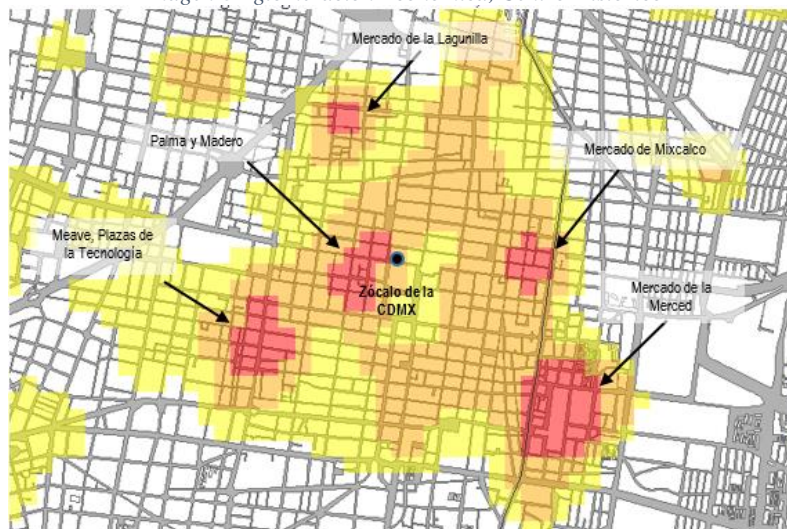 Mercado de la Lagunilla
Palma y Madero
Mercado de Mixcalco
Meave, Plazas de
la Tecnología
Zócalo de la
CDMX
Mercado de la
Merced